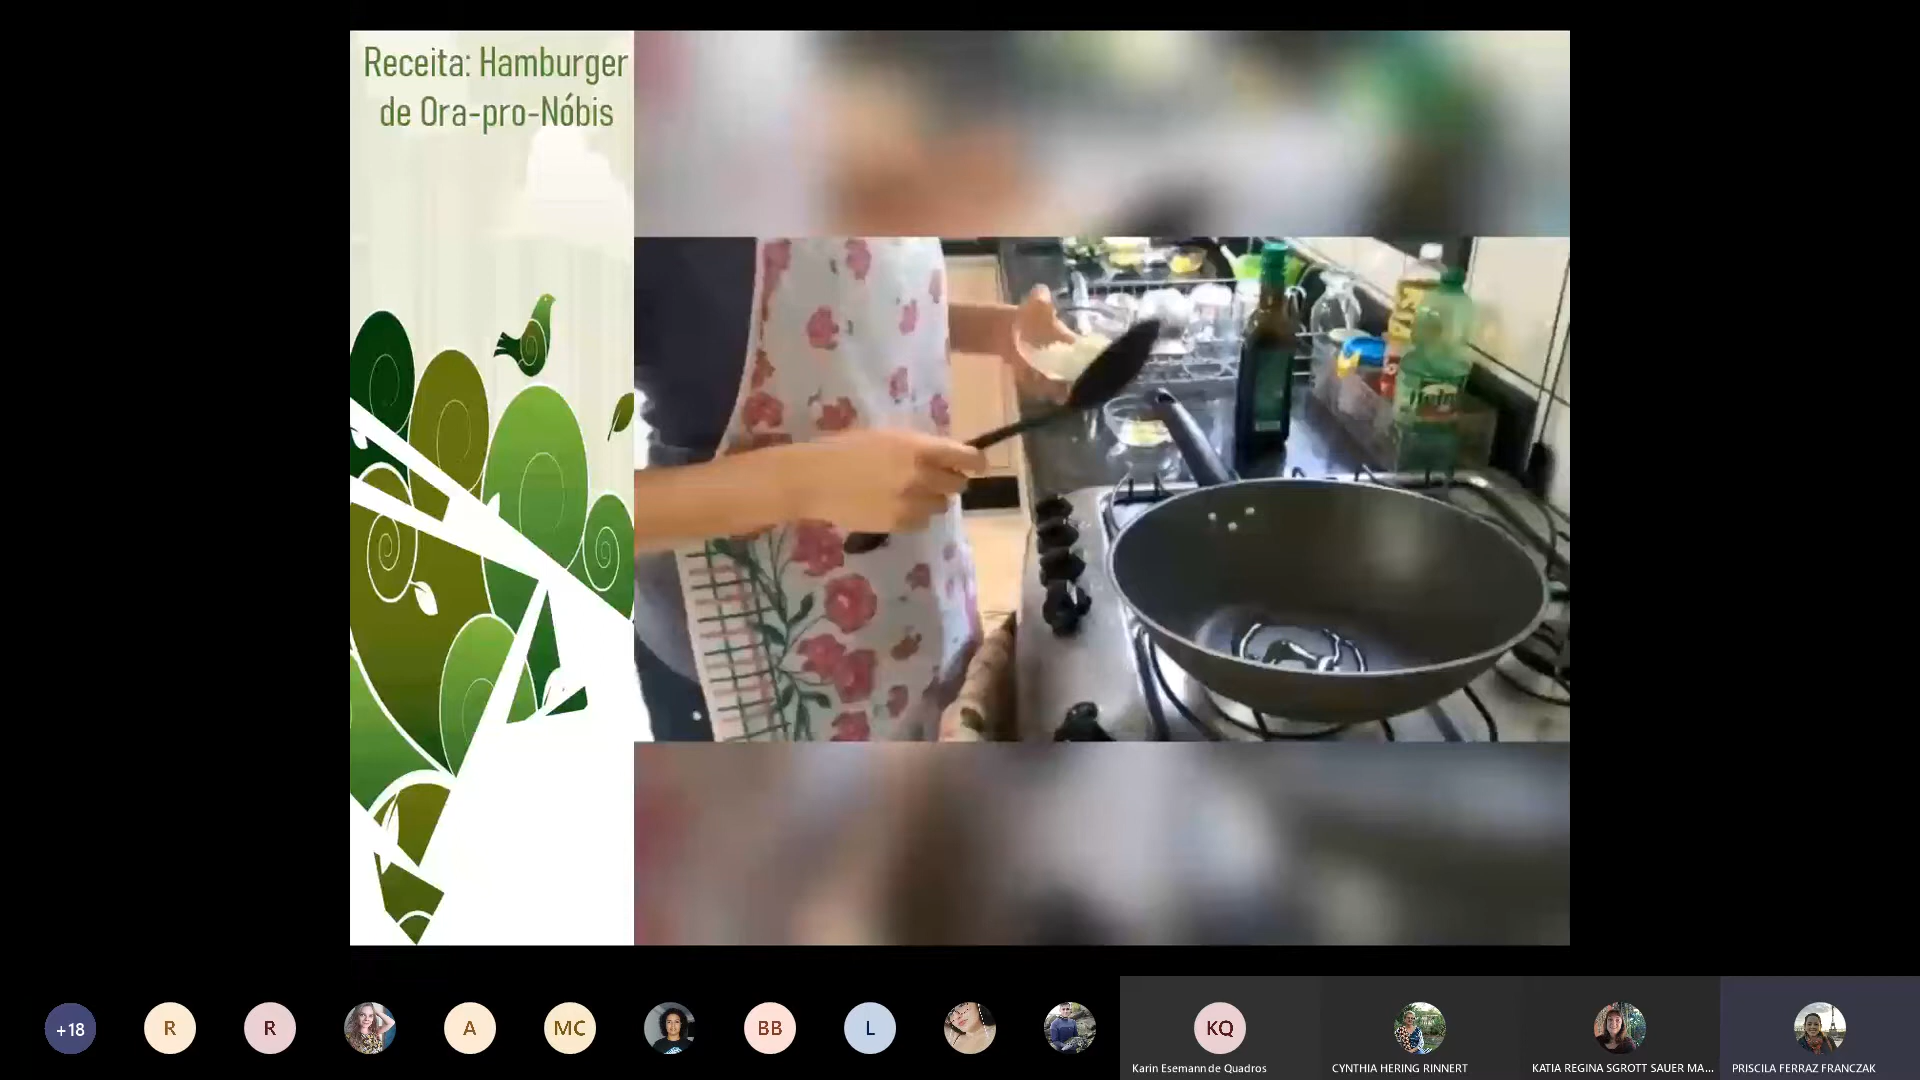 Receita: Hamburger
de Ora-pro-Nóbis
Heinig
+18
R
R
A
MC
BB
L
KQ
Karin Esemann de Quadros
CYNTHIA HERING RINNERT
KATIA REGINA SGROTT SAUER MA...
PRISCILA FERRAZ FRANCZAK